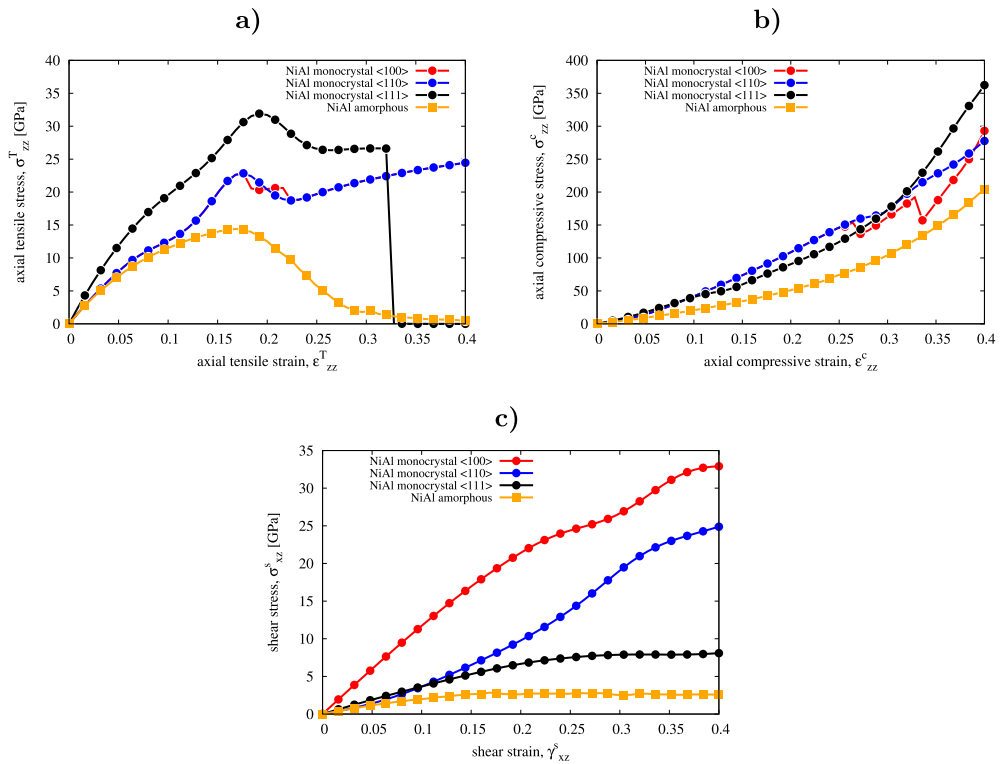 a)
NiAl monocrystal <100>
NiAl monocrystal <110>
NiAl monocrystal <111>
NiAl amorphous
axial tensile stress, σᵀzz [GPa]
40
35
30
25
20
15
10
5
0
0 0.05 0.1 0.15 0.2 0.25 0.3 0.35 0.4
axial tensile strain, εᵀzz
b)
NiAl monocrystal <100>
NiAl monocrystal <110>
NiAl monocrystal <111>
NiAl amorphous
axial compressive stress, σᶜzz [GPa]
400
350
300
250
200
150
100
50
0
0 0.05 0.1 0.15 0.2 0.25 0.3 0.35 0.4
axial compressive strain, εᶜzz
c)
NiAl monocrystal <100>
NiAl monocrystal <110>
NiAl monocrystal <111>
NiAl amorphous
shear stress, σˢxz [GPa]
35
30
25
20
15
10
5
0
0 0.05 0.1 0.15 0.2 0.25 0.3 0.35 0.4
shear strain, γˢxz